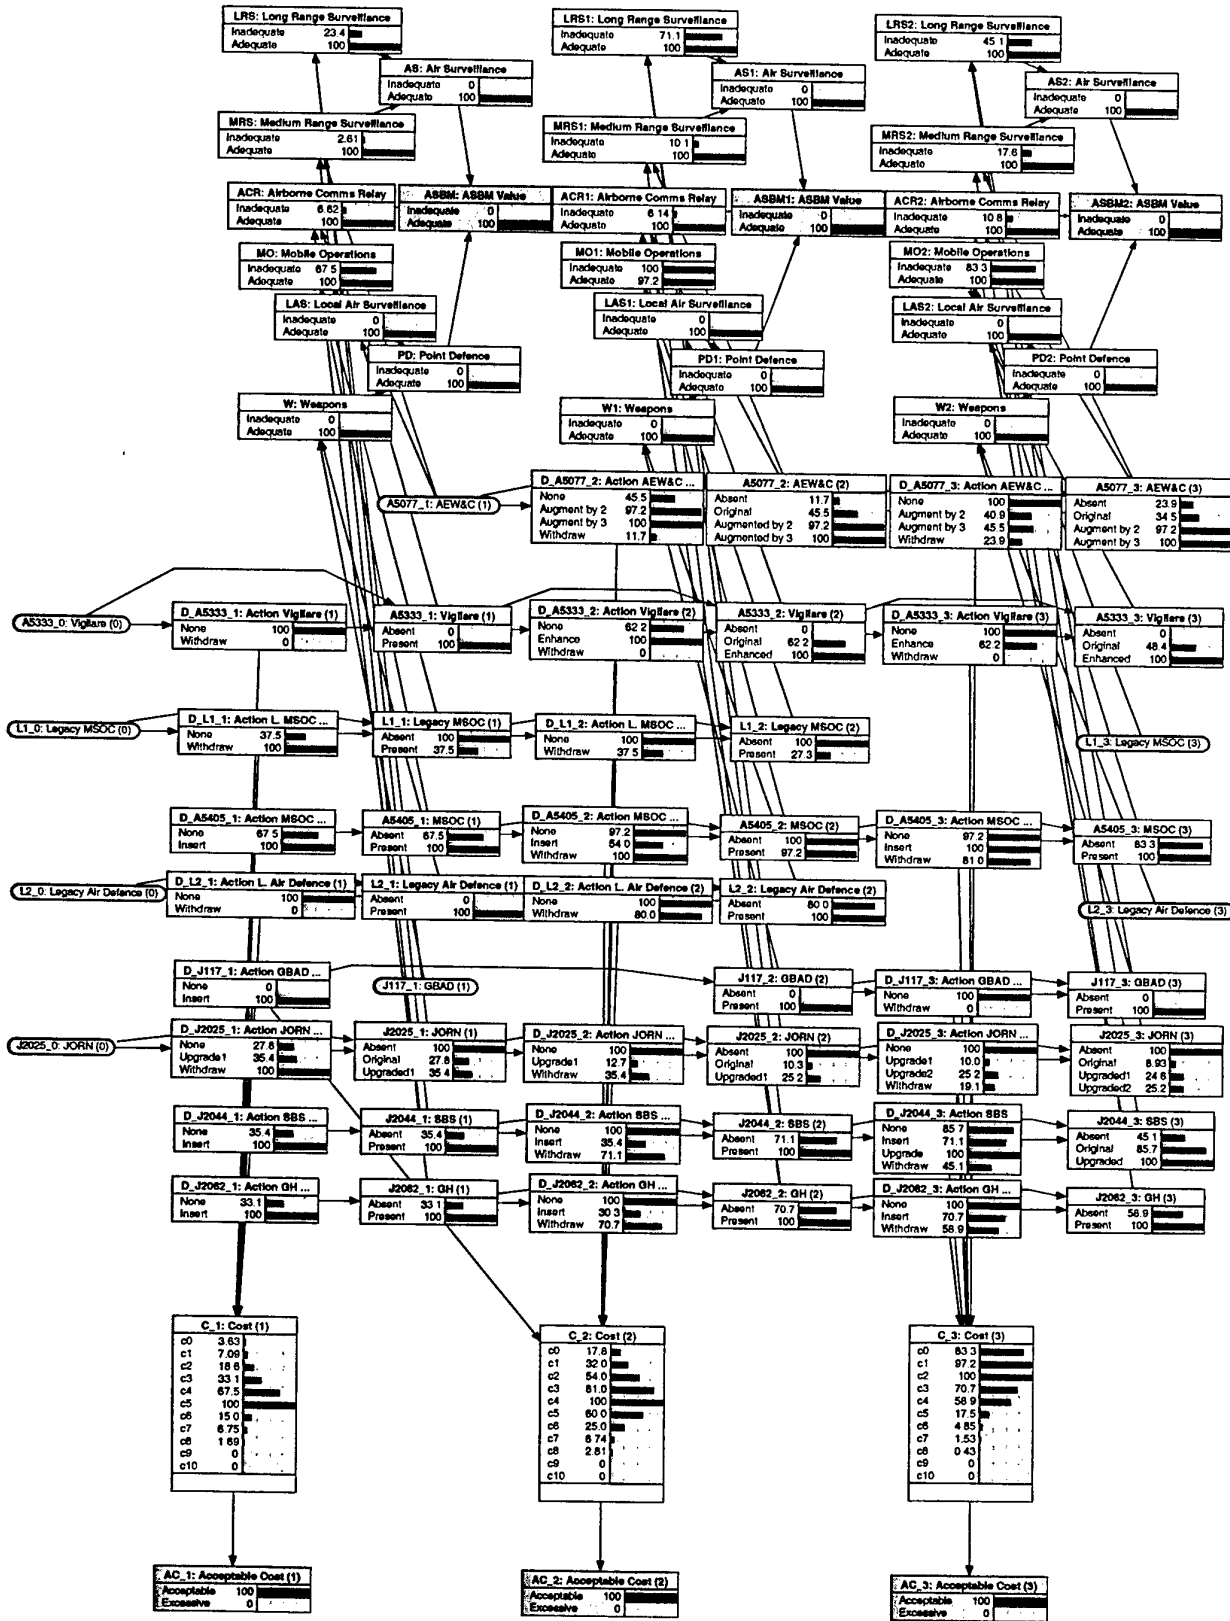 LRS: Long Range Surveillance
Inadequate 23.4
Adequate 100
LRS1: Long Range Surveillance
Inadequate 71.1
Adequate 100
LRS2: Long Range Surveillance
Inadequate 45.1
Adequate 100
AS: Air Surveillance
Inadequate 0
Adequate 100
AS1: Air Surveillance
Inadequate 0
Adequate 100
AS2: Air Surveillance
Inadequate 0
Adequate 100
MRS: Medium Range Surveillance
Inadequate 2.61
Adequate 100
MRS1: Medium Range Surveillance
Inadequate 10.1
Adequate 100
MRS2: Medium Range Surveillance
Inadequate 17.6
Adequate 100
ACR: Airborne Comms Relay
Inadequate 6.62
Adequate 100
ASBM: ASBM Value
Inadequate 0
Adequate 100
ACR1: Airborne Comms Relay
Inadequate 6.14
Adequate 100
ASBM1: ASBM Value
Inadequate 0
Adequate 100
ACR2: Airborne Comms Relay
Inadequate 10.8
Adequate 100
ASBM2: ASBM Value
Inadequate 0
Adequate 100
MO: Mobile Operations
Inadequate 67.5
Adequate 100
MO1: Mobile Operations
Inadequate 100
Adequate 97.2
MO2: Mobile Operations
Inadequate 83.3
Adequate 100
LAS: Local Air Surveillance
Inadequate 0
Adequate 100
LAS1: Local Air Surveillance
Inadequate 0
Adequate 100
LAS2: Local Air Surveillance
Inadequate 0
Adequate 100
PD: Point Defence
Inadequate 0
Adequate 100
PD1: Point Defence
Inadequate 0
Adequate 100
PD2: Point Defence
Inadequate 0
Adequate 100
W: Weapons
Inadequate 0
Adequate 100
W1: Weapons
Inadequate 0
Adequate 100
W2: Weapons
Inadequate 0
Adequate 100
A5077_1: AEW&C (1)
D_A5077_2: Action AEW&C ...
None 45.5
Augment by 2 97.2
Augment by 3 100
Withdraw 11.7
A5077_2: AEW&C (2)
Absent 11.7
Original 45.5
Augmented by 2 97.2
Augmented by 3 100
D_A5077_3: Action AEW&C ...
None 100
Augment by 2 40.9
Augment by 3 45.5
Withdraw 23.9
A5077_3: AEW&C (3)
Absent 23.9
Original 34.5
Augmented by 2 97.2
Augmented by 3 100
A5333_0: Vigilare (0)
D_A5333_1: Action Vigilare (1)
None 100
Withdraw 0
A5333_1: Vigilare (1)
Absent 0
Present 100
D_A5333_2: Action Vigilare (2)
None 62.2
Enhance 100
Withdraw 0
A5333_2: Vigilare (2)
Absent 0
Original 62.2
Enhanced 100
D_A5333_3: Action Vigilare (3)
None 100
Enhance 62.2
Withdraw 0
A5333_3: Vigilare (3)
Absent 0
Original 48.4
Enhanced 100
L1_0: Legacy MSOC (0)
D_L1_1: Action L. MSOC ...
None 37.5
Withdraw 100
L1_1: Legacy MSOC (1)
Absent 100
Present 37.5
D_L1_2: Action L. MSOC ...
None 100
Withdraw 37.5
L1_2: Legacy MSOC (2)
Absent 100
Present 27.3
L1_3: Legacy MSOC (3)
D_A5405_1: Action MSOC ...
None 67.5
Insert 100
A5405_1: MSOC (1)
Absent 67.5
Present 100
D_A5405_2: Action MSOC ...
None 97.2
Insert 54.0
Withdraw 100
A5405_2: MSOC (2)
Absent 100
Present 97.2
D_A5405_3: Action MSOC ...
None 97.2
Insert 100
Withdraw 81.0
A5405_3: MSOC (3)
Absent 83.3
Present 100
L2_0: Legacy Air Defence (0)
D_L2_1: Action L. Air Defence (1)
None 100
Withdraw 0
L2_1: Legacy Air Defence (1)
Absent 0
Present 100
D_L2_2: Action L. Air Defence (2)
None 100
Withdraw 80.0
L2_2: Legacy Air Defence (2)
Absent 80.0
Present 100
L2_3: Legacy Air Defence (3)
D_J117_1: Action GBAD ...
None 0
Insert 100
J117_1: GBAD (1)
J117_2: GBAD (2)
Absent 0
Present 100
D_J117_3: Action GBAD ...
None 100
Withdraw 0
J117_3: GBAD (3)
Absent 0
Present 100
J2025_0: JORN (0)
D_J2025_1: Action JORN ...
None 27.8
Upgrade1 35.4
Withdraw 100
J2025_1: JORN (1)
Absent 100
Original 27.8
Upgraded1 35.4
D_J2025_2: Action JORN ...
None 100
Upgrade1 12.7
Withdraw 35.4
J2025_2: JORN (2)
Absent 100
Original 10.3
Upgraded1 25.2
D_J2025_3: Action JORN ...
None 100
Upgrade1 10.0
Upgrade2 25.2
Withdraw 19.1
J2025_3: JORN (3)
Absent 100
Original 8.93
Upgraded1 24.6
Upgraded2 25.2
D_J2044_1: Action SBS ...
None 35.4
Insert 100
J2044_1: SBS (1)
Absent 35.4
Present 100
D_J2044_2: Action SBS ...
None 100
Insert 35.4
Withdraw 71.1
J2044_2: SBS (2)
Absent 71.1
Present 100
D_J2044_3: Action SBS
None 85.7
Insert 71.1
Upgrade 100
Withdraw 45.1
J2044_3: SBS (3)
Absent 45.1
Original 85.7
Upgraded 100
D_J2062_1: Action GH ...
None 33.1
Insert 100
J2062_1: GH (1)
Absent 33.1
Present 100
D_J2062_2: Action GH ...
None 100
Insert 30.3
Withdraw 70.7
J2062_2: GH (2)
Absent 70.7
Present 100
D_J2062_3: Action GH ...
None 100
Insert 70.7
Withdraw 58.9
J2062_3: GH (3)
Absent 58.9
Present 100
C_1: Cost (1)
c0 3.63
c1 7.09
c2 18.6
c3 33.1
c4 67.5
c5 100
c6 15.0
c7 6.75
c8 1.69
c9 0
c10 0
C_2: Cost (2)
c0 17.8
c1 32.0
c2 54.0
c3 81.0
c4 100
c5 60.0
c6 25.0
c7 8.74
c8 2.81
c9 0
c10 0
C_3: Cost (3)
c0 83.3
c1 97.2
c2 100
c3 70.7
c4 58.9
c5 17.5
c6 4.85
c7 1.53
c8 0.43
c9 0
c10 0
AC_1: Acceptable Cost (1)
Acceptable 100
Excessive 0
AC_2: Acceptable Cost (2)
Acceptable 100
Excessive 0
AC_3: Acceptable Cost (3)
Acceptable 100
Excessive 0